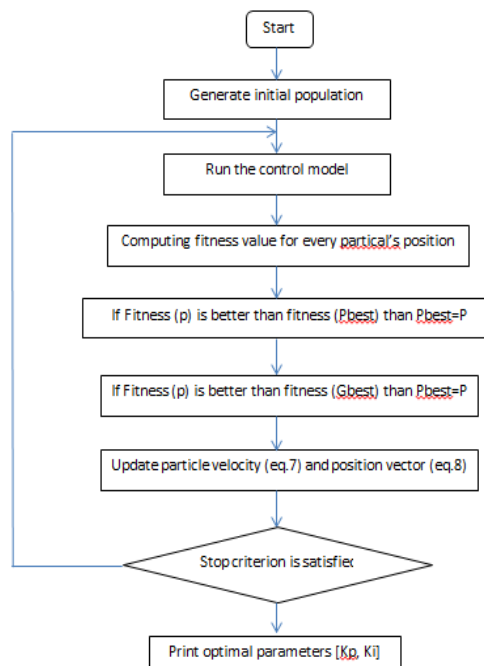 Start
Generate initial population
Run the control model
Computing fitness value for every partical's position
If Fitness (p) is better than fitness (Pbest) than Pbest=P
If Fitness (p) is better than fitness (Gbest) than Pbest=P
Update particle velocity (eq.7) and position vector (eq.8)
Stop criterion is satisfied
Print optimal parameters [Kp, Ki]